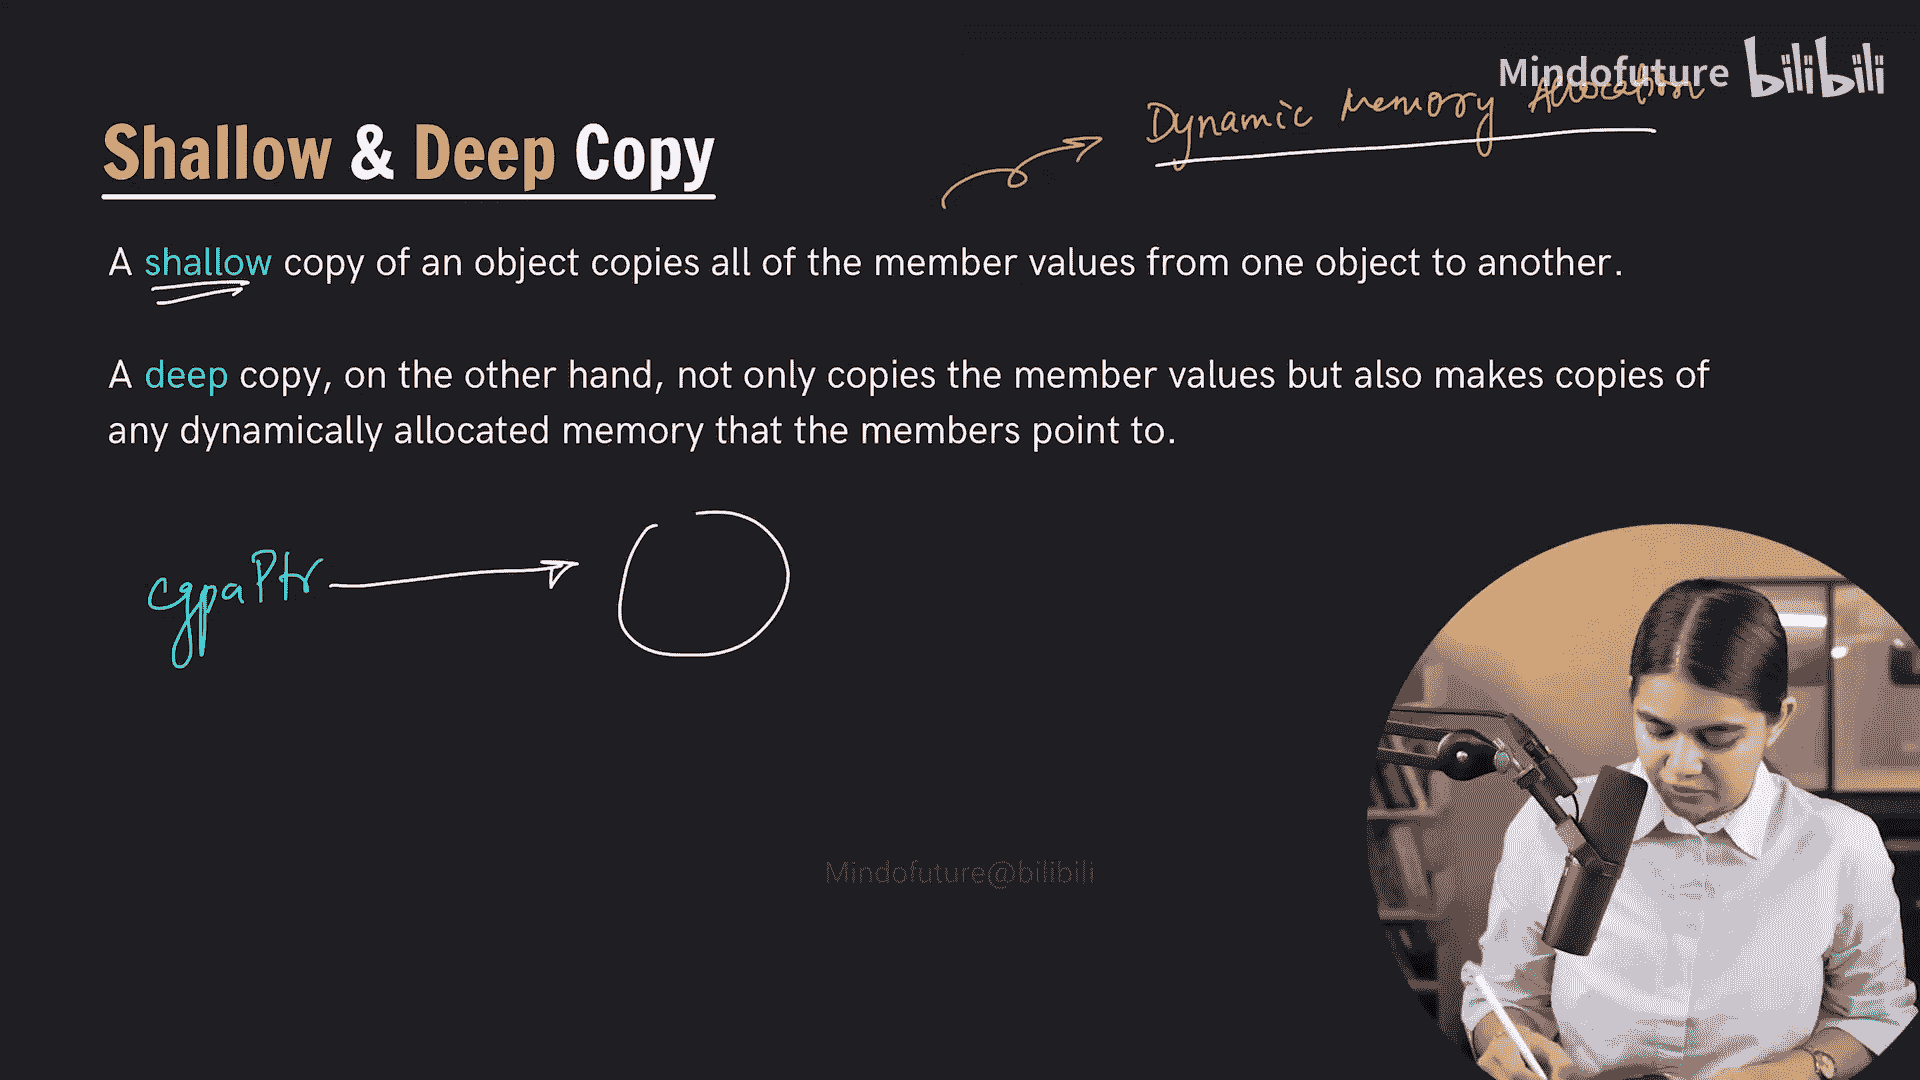 Mindofuture bilibili
Dynamic Memory Allocation
Shallow & Deep Copy
A shallow copy of an object copies all of the member values from one object to another.
A deep copy, on the other hand, not only copies the member values but also makes copies of
any dynamically allocated memory that the members point to.
cgpaPtr
Mindofuture@bilibili